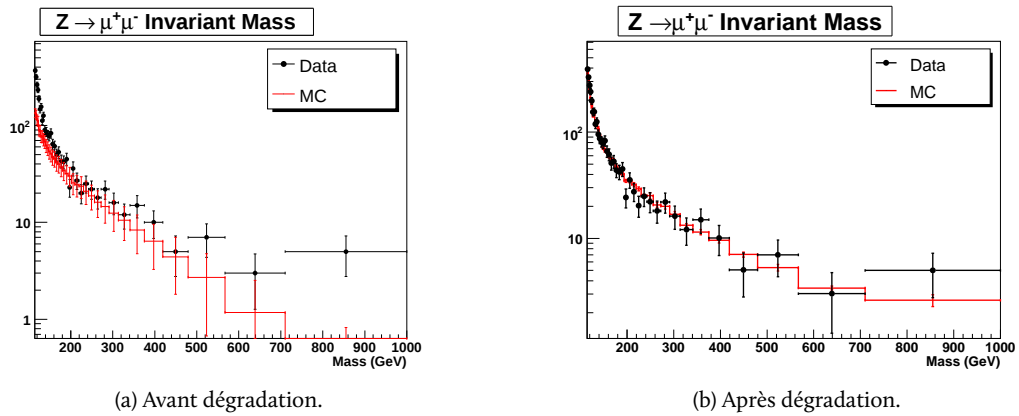 Z → μ⁺μ⁻ Invariant Mass
Data
MC
10²
10
1
200 300 400 500 600 700 800 900 1000
Mass (GeV)
(a) Avant dégradation.
Z →μ⁺μ⁻ Invariant Mass
Data
MC
10²
10
200 300 400 500 600 700 800 900 1000
Mass (GeV)
(b) Après dégradation.